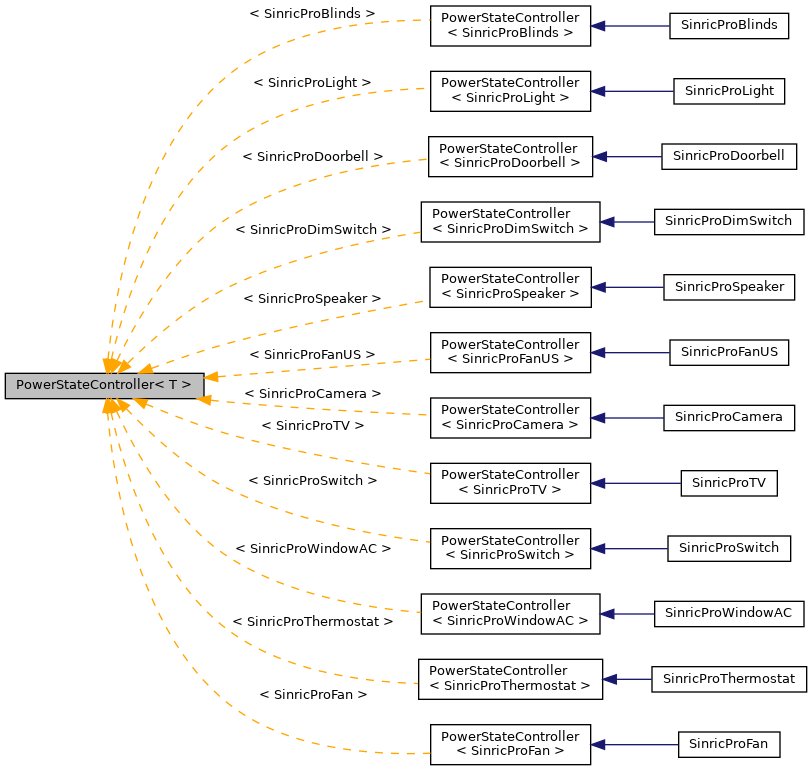 < SinricProBlinds >
PowerStateController
< SinricProBlinds >
SinricProBlinds
< SinricProLight >
PowerStateController
< SinricProLight >
SinricProLight
< SinricProDoorbell >
PowerStateController
< SinricProDoorbell >
SinricProDoorbell
< SinricProDimSwitch >
PowerStateController
< SinricProDimSwitch >
SinricProDimSwitch
< SinricProSpeaker >
PowerStateController
< SinricProSpeaker >
SinricProSpeaker
< SinricProFanUS >
PowerStateController
< SinricProFanUS >
SinricProFanUS
PowerStateController< T >
< SinricProCamera >
PowerStateController
< SinricProCamera >
SinricProCamera
< SinricProTV >
PowerStateController
< SinricProTV >
SinricProTV
< SinricProSwitch >
PowerStateController
< SinricProSwitch >
SinricProSwitch
< SinricProWindowAC >
PowerStateController
< SinricProWindowAC >
SinricProWindowAC
< SinricProThermostat >
PowerStateController
< SinricProThermostat >
SinricProThermostat
< SinricProFan >
PowerStateController
< SinricProFan >
SinricProFan